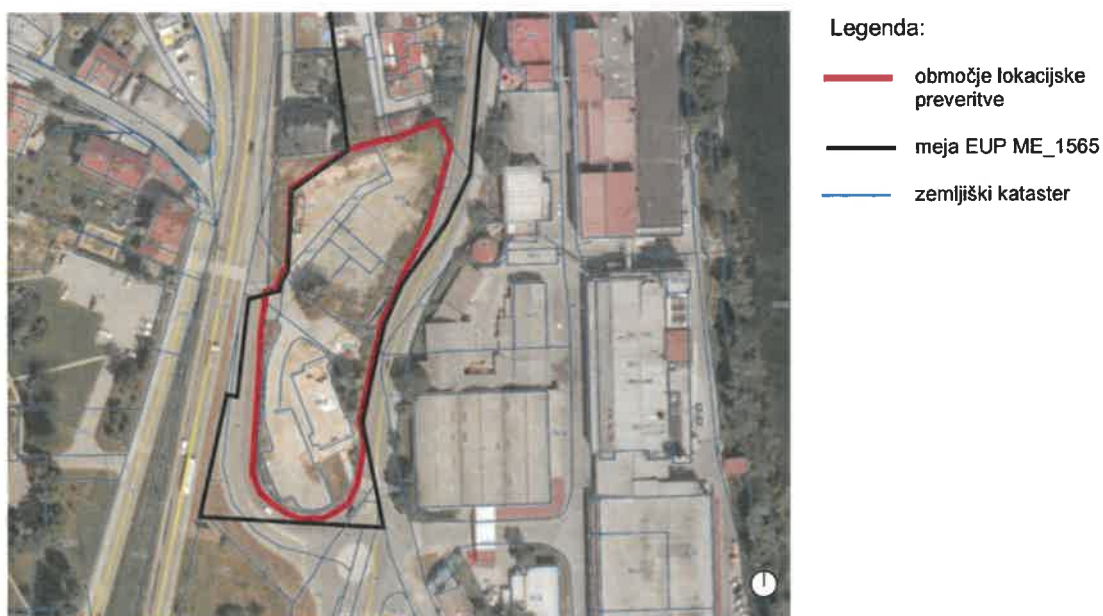 Legenda:
območje lokacijske
preveritve
meja EUP ME_1565
zemljiški kataster